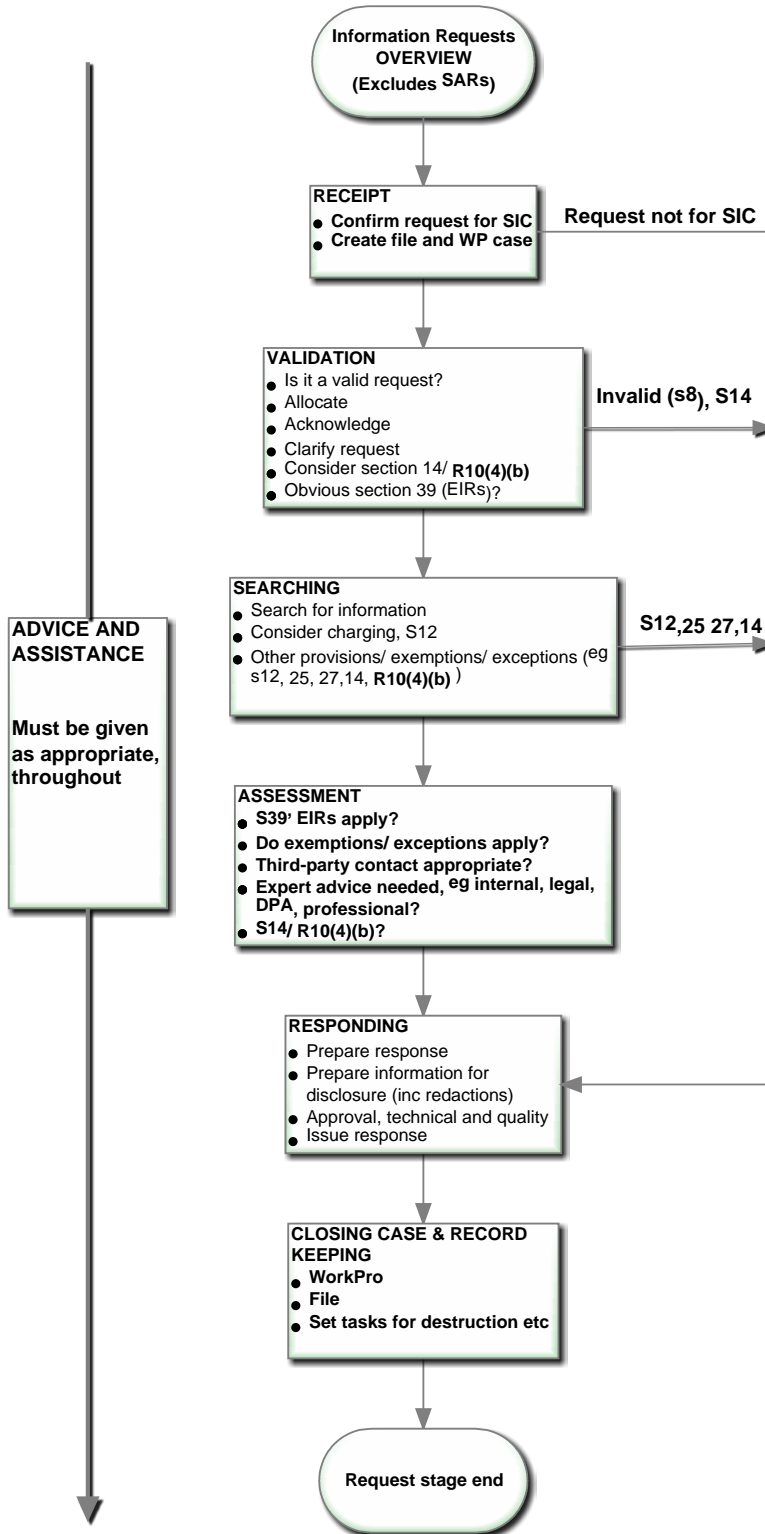 Information Requests
OVERVIEW
(Excludes SARs)
RECEIPT
● Confirm request for SIC
● Create file and WP case
Request not for SIC
VALIDATION
● Is it a valid request?
● Allocate
● Acknowledge
● Clarify request
● Consider section 14/ R10(4)(b)
● Obvious section 39 (EIRs)?
Invalid (s8), S14
SEARCHING
● Search for information
● Consider charging, S12
● Other provisions/ exemptions/ exceptions (eg
s12, 25, 27,14, R10(4)(b) )
S12,25 27,14
ADVICE AND
ASSISTANCE
Must be given
as appropriate,
throughout
ASSESSMENT
● S39, EIRs apply?
● Do exemptions/ exceptions apply?
● Third-party contact appropriate?
● Expert advice needed, eg internal, legal,
DPA, professional?
● S14/ R10(4)(b)?
RESPONDING
● Prepare response
● Prepare information for
disclosure (inc redactions)
● Approval, technical and quality
● Issue response
CLOSING CASE & RECORD
KEEPING
● WorkPro
● File
● Set tasks for destruction etc
Request stage end